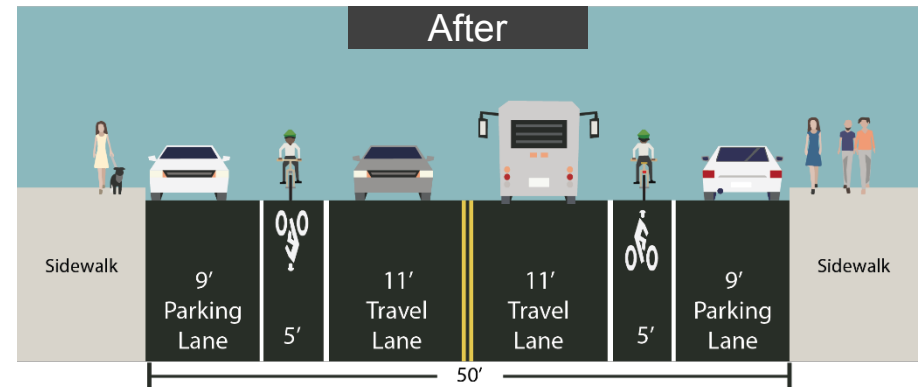 After
Sidewalk
9′
Parking
Lane
5′
11′
Travel
Lane
11′
Travel
Lane
5′
9′
Parking
Lane
Sidewalk
50′